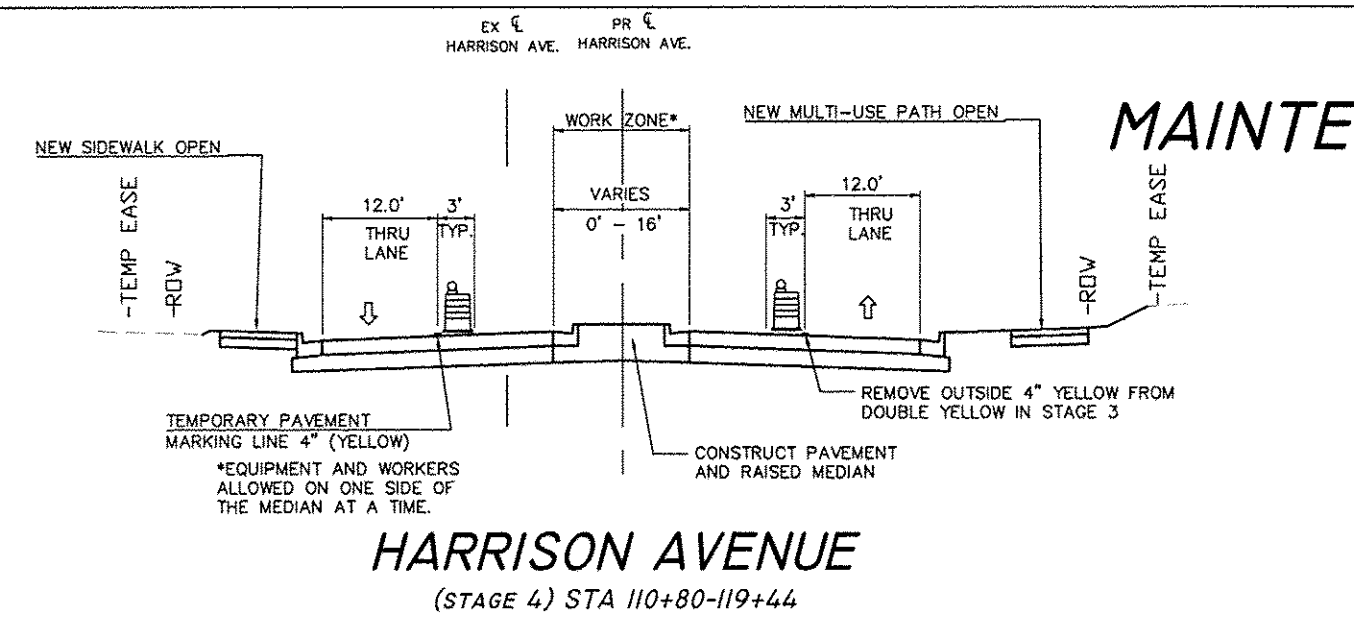 EX ℄
HARRISON AVE.
PR ℄
HARRISON AVE.
NEW SIDEWALK OPEN
WORK ZONE*
NEW MULTI-USE PATH OPEN
MAINTE
-TEMP EASE
-ROW
12.0'
THRU
LANE
3'
TYP.
VARIES
0' - 16'
3'
TYP.
12.0'
THRU
LANE
-ROW
-TEMP EASE
TEMPORARY PAVEMENT
MARKING LINE 4" (YELLOW)
*EQUIPMENT AND WORKERS
ALLOWED ON ONE SIDE OF
THE MEDIAN AT A TIME.
REMOVE OUTSIDE 4" YELLOW FROM
DOUBLE YELLOW IN STAGE 3
CONSTRUCT PAVEMENT
AND RAISED MEDIAN
HARRISON AVENUE
(STAGE 4) STA 110+80-119+44